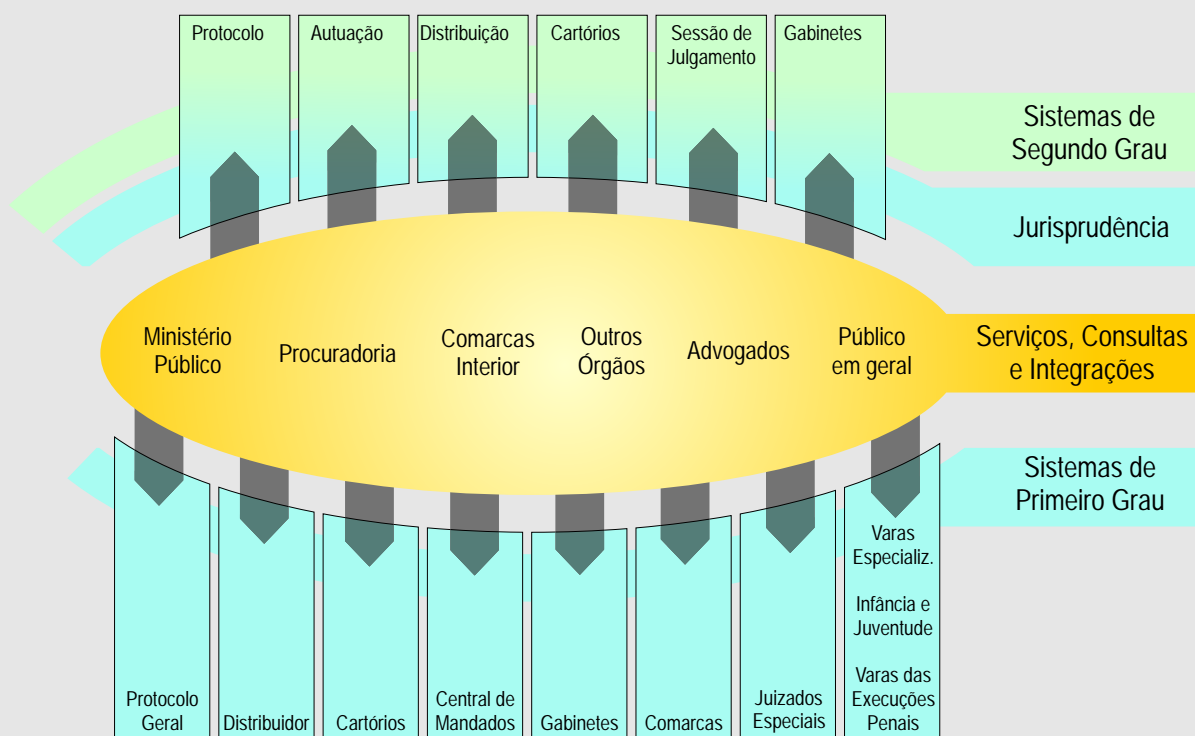 Protocolo
Autuação
Distribuição
Cartórios
Sessão de
Julgamento
Gabinetes
Sistemas de
Segundo Grau
Jurisprudência
Ministério
Público
Procuradoria
Comarcas
Interior
Outros
Órgãos
Advogados
Público
em geral
Serviços, Consultas
e Integrações
Sistemas de
Primeiro Grau
Protocolo
Geral
Distribuidor
Cartórios
Central de
Mandados
Gabinetes
Comarcas
Juizados
Especiais
Varas
Especializ.
Infância e
Juventude
Varas das
Execuções
Penais